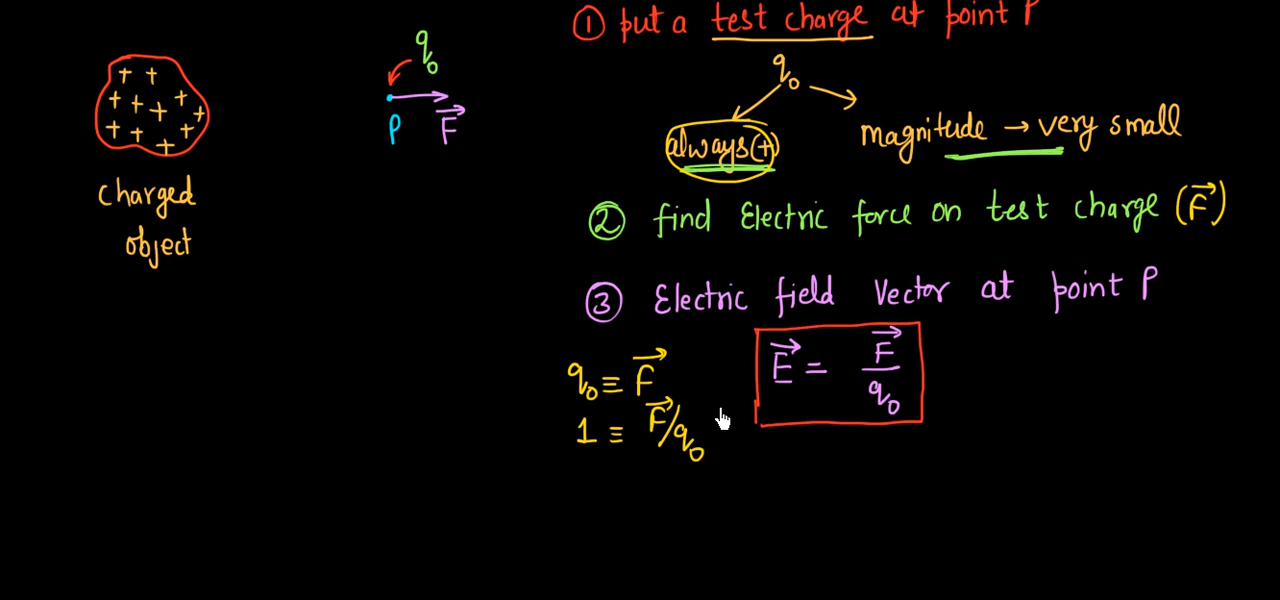 ① put a test charge at point P
q₀
P F⃗
+ + + + + + + + + + + +
charged
object
q₀
always(+)
magnitude → very small
② find Electric force on test charge (F⃗)
③ Electric field Vector at point P
E⃗ = F⃗/q₀
q₀ ≡ F⃗
1 ≡ F⃗/q₀